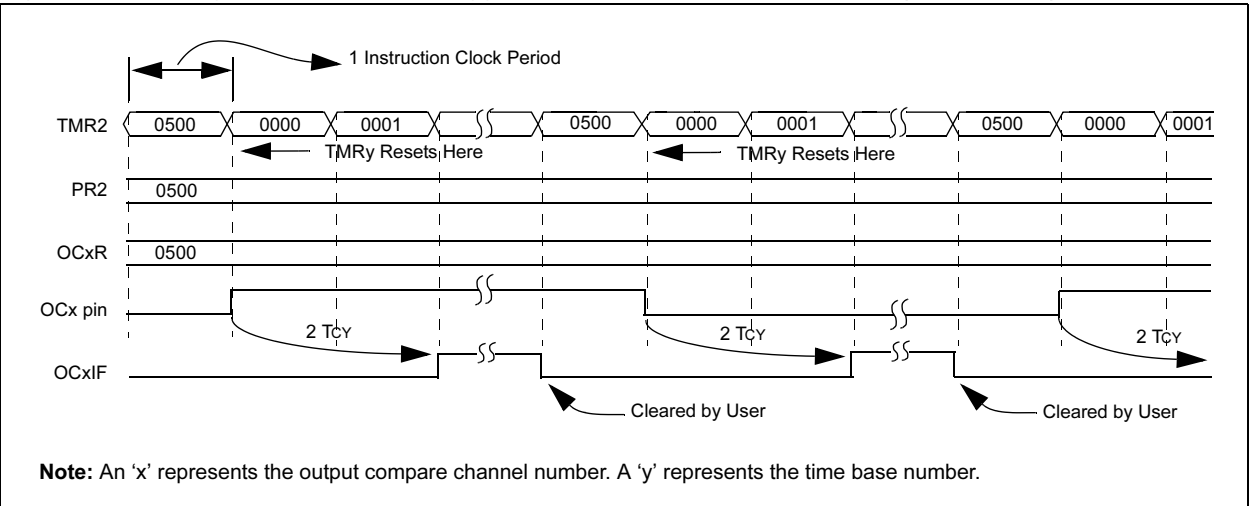 1 Instruction Clock Period
TMR2 0500 0000 0001 0500 0000 0001 0500 0000 0001
TMRy Resets Here TMRy Resets Here
PR2 0500
OCxR 0500
OCx pin
2 TCY 2 TCY 2 TCY
OCxIF
Cleared by User Cleared by User
Note: An ‘x’ represents the output compare channel number. A ‘y’ represents the time base number.